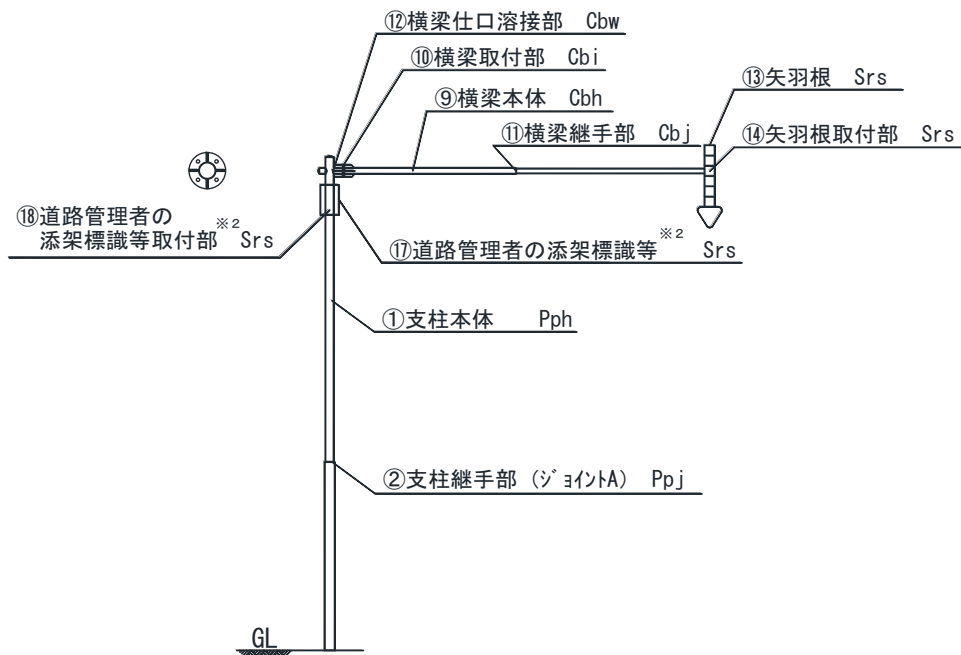 ⑫横梁仕口溶接部 Cbw
⑩横梁取付部 Cbi
⑬矢羽根 Srs
⑨横梁本体 Cbh
⑪横梁継手部 Cbj
⑭矢羽根取付部 Srs
⑱道路管理者の
添架標識等取付部※2 Srs
⑰道路管理者の添架標識等※2 Srs
①支柱本体 Pph
②支柱継手部 (ｼﾞｮｲﾝﾄA) Ppj
GL